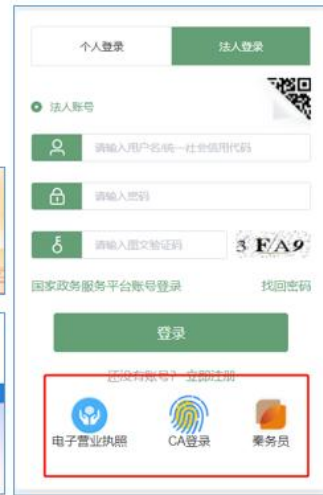 个人登录
法人登录
法人账号
请输入用户名/统一社会信用代码
请输入密码
请输入图文验证码
3 FA9
国家政务服务平台账号登录
找回密码
登录
还没有账号？ 立即注册
电子营业执照
CA登录
秦务员